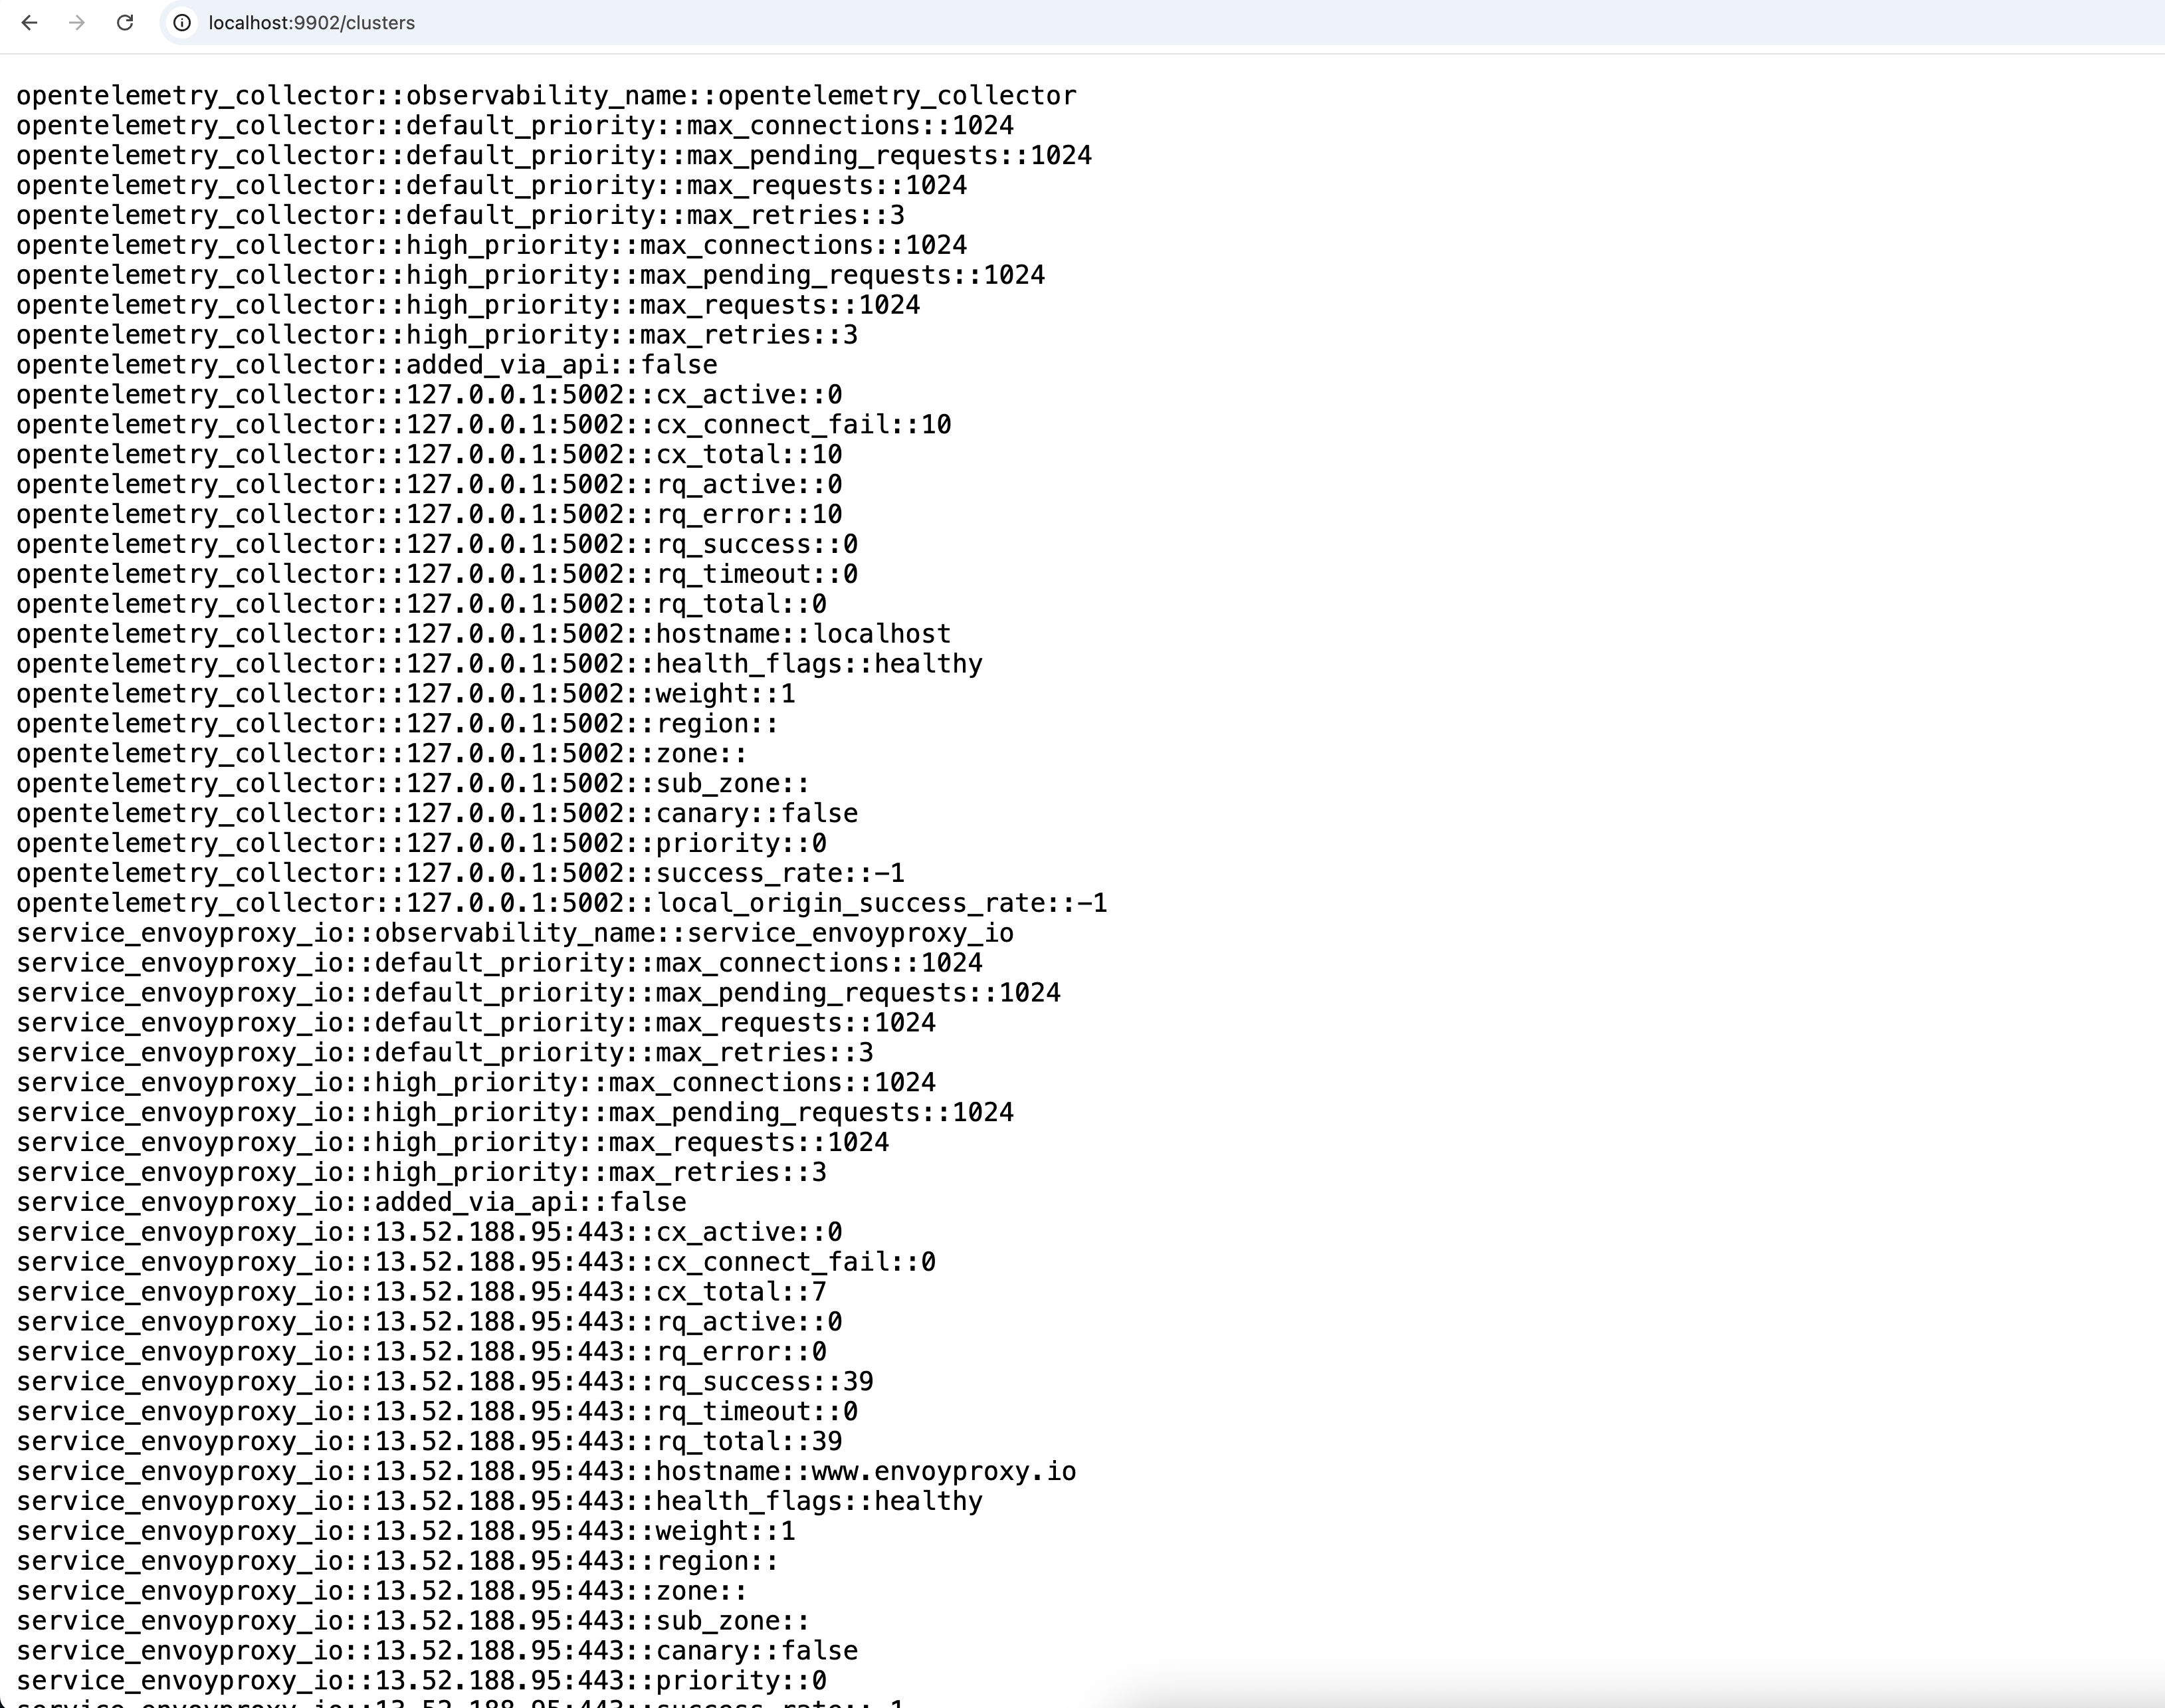 localhost:9902/clusters
opentelemetry_collector::observability_name::opentelemetry_collector
opentelemetry_collector::default_priority::max_connections::1024
opentelemetry_collector::default_priority::max_pending_requests::1024
opentelemetry_collector::default_priority::max_requests::1024
opentelemetry_collector::default_priority::max_retries::3
opentelemetry_collector::high_priority::max_connections::1024
opentelemetry_collector::high_priority::max_pending_requests::1024
opentelemetry_collector::high_priority::max_requests::1024
opentelemetry_collector::high_priority::max_retries::3
opentelemetry_collector::added_via_api::false
opentelemetry_collector::127.0.0.1:5002::cx_active::0
opentelemetry_collector::127.0.0.1:5002::cx_connect_fail::10
opentelemetry_collector::127.0.0.1:5002::cx_total::10
opentelemetry_collector::127.0.0.1:5002::rq_active::0
opentelemetry_collector::127.0.0.1:5002::rq_error::10
opentelemetry_collector::127.0.0.1:5002::rq_success::0
opentelemetry_collector::127.0.0.1:5002::rq_timeout::0
opentelemetry_collector::127.0.0.1:5002::rq_total::0
opentelemetry_collector::127.0.0.1:5002::hostname::localhost
opentelemetry_collector::127.0.0.1:5002::health_flags::healthy
opentelemetry_collector::127.0.0.1:5002::weight::1
opentelemetry_collector::127.0.0.1:5002::region::
opentelemetry_collector::127.0.0.1:5002::zone::
opentelemetry_collector::127.0.0.1:5002::sub_zone::
opentelemetry_collector::127.0.0.1:5002::canary::false
opentelemetry_collector::127.0.0.1:5002::priority::0
opentelemetry_collector::127.0.0.1:5002::success_rate::-1
opentelemetry_collector::127.0.0.1:5002::local_origin_success_rate::-1
service_envoyproxy_io::observability_name::service_envoyproxy_io
service_envoyproxy_io::default_priority::max_connections::1024
service_envoyproxy_io::default_priority::max_pending_requests::1024
service_envoyproxy_io::default_priority::max_requests::1024
service_envoyproxy_io::default_priority::max_retries::3
service_envoyproxy_io::high_priority::max_connections::1024
service_envoyproxy_io::high_priority::max_pending_requests::1024
service_envoyproxy_io::high_priority::max_requests::1024
service_envoyproxy_io::high_priority::max_retries::3
service_envoyproxy_io::added_via_api::false
service_envoyproxy_io::13.52.188.95:443::cx_active::0
service_envoyproxy_io::13.52.188.95:443::cx_connect_fail::0
service_envoyproxy_io::13.52.188.95:443::cx_total::7
service_envoyproxy_io::13.52.188.95:443::rq_active::0
service_envoyproxy_io::13.52.188.95:443::rq_error::0
service_envoyproxy_io::13.52.188.95:443::rq_success::39
service_envoyproxy_io::13.52.188.95:443::rq_timeout::0
service_envoyproxy_io::13.52.188.95:443::rq_total::39
service_envoyproxy_io::13.52.188.95:443::hostname::www.envoyproxy.io
service_envoyproxy_io::13.52.188.95:443::health_flags::healthy
service_envoyproxy_io::13.52.188.95:443::weight::1
service_envoyproxy_io::13.52.188.95:443::region::
service_envoyproxy_io::13.52.188.95:443::zone::
service_envoyproxy_io::13.52.188.95:443::sub_zone::
service_envoyproxy_io::13.52.188.95:443::canary::false
service_envoyproxy_io::13.52.188.95:443::priority::0